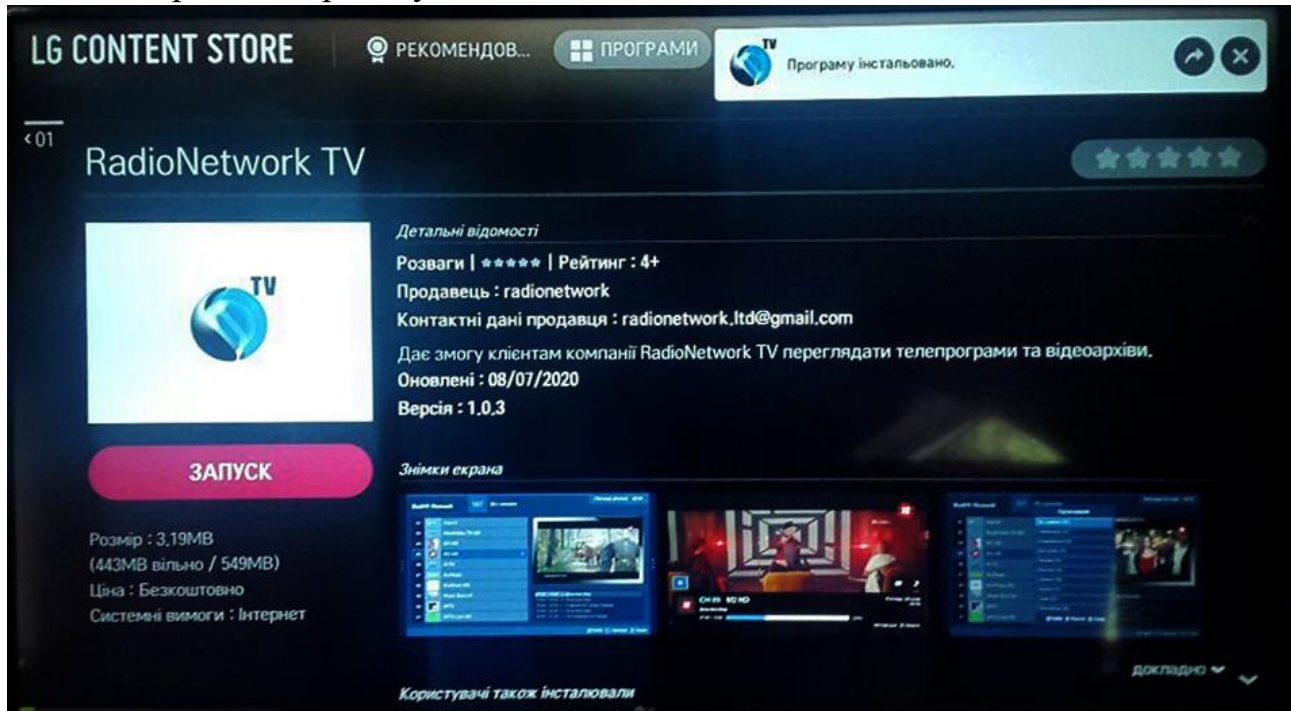 LG CONTENT STORE
РЕКОМЕНДОВ...
ПРОГРАМИ
TV
Програму інстальовано.
‹01
RadioNetwork TV
TV
Детальні відомості
Розваги | ***** | Рейтинг : 4+
Продавець : radionetwork
Контактні дані продавця : radionetwork.ltd@gmail.com
Дає змогу клієнтам компанії RadioNetwork TV переглядати телепрограми та відеоархіви.
Оновлені : 08/07/2020
Версія : 1.0.3
ЗАПУСК
Розмір : 3.19MB
(443MB вільно / 549MB)
Ціна : Безкоштовно
Системні вимоги : Інтернет
Знімки екрана
докладно
Користувачі також інсталювали